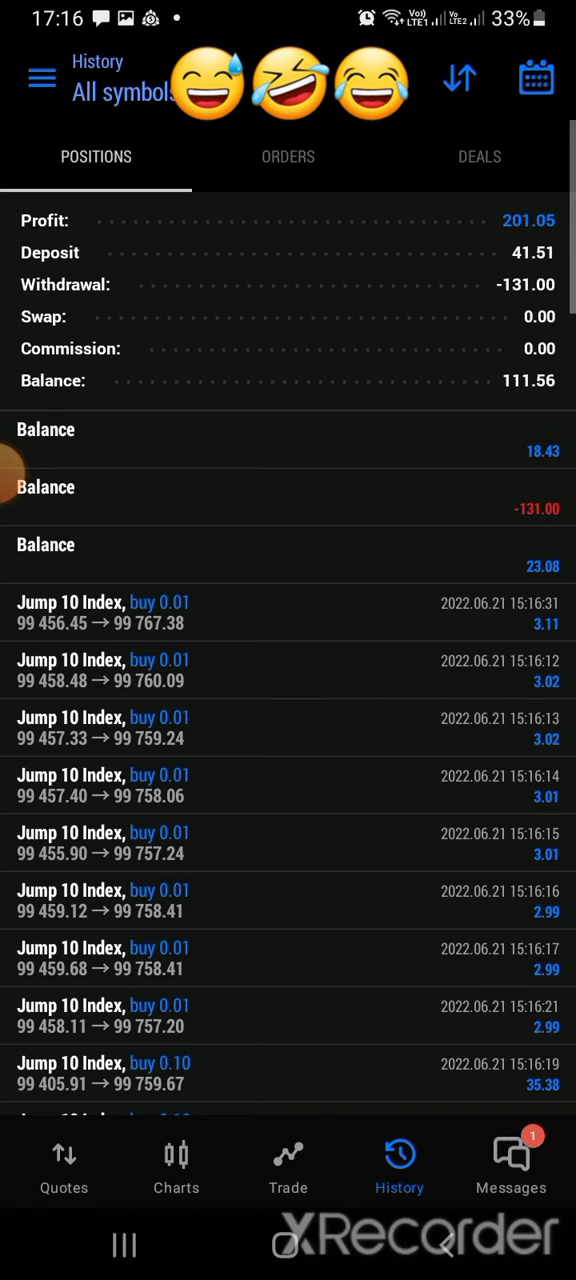 17:16 Vo) LTE1 Vo LTE2 33%
History
All symbols
POSITIONS ORDERS DEALS
Profit: 201.05
Deposit 41.51
Withdrawal: -131.00
Swap: 0.00
Commission: 0.00
Balance: 111.56
Balance
18.43
Balance
-131.00
Balance
23.08
Jump 10 Index, buy 0.01 2022.06.21 15:16:31
99 456.45 → 99 767.38 3.11
Jump 10 Index, buy 0.01 2022.06.21 15:16:12
99 458.48 → 99 760.09 3.02
Jump 10 Index, buy 0.01 2022.06.21 15:16:13
99 457.33 → 99 759.24 3.02
Jump 10 Index, buy 0.01 2022.06.21 15:16:14
99 457.40 → 99 758.06 3.01
Jump 10 Index, buy 0.01 2022.06.21 15:16:15
99 455.90 → 99 757.24 3.01
Jump 10 Index, buy 0.01 2022.06.21 15:16:16
99 459.12 → 99 758.41 2.99
Jump 10 Index, buy 0.01 2022.06.21 15:16:17
99 459.68 → 99 758.41 2.99
Jump 10 Index, buy 0.01 2022.06.21 15:16:21
99 458.11 → 99 757.20 2.99
Jump 10 Index, buy 0.10 2022.06.21 15:16:19
99 405.91 → 99 759.67 35.38
1
Quotes Charts Trade History Messages
XRecorder